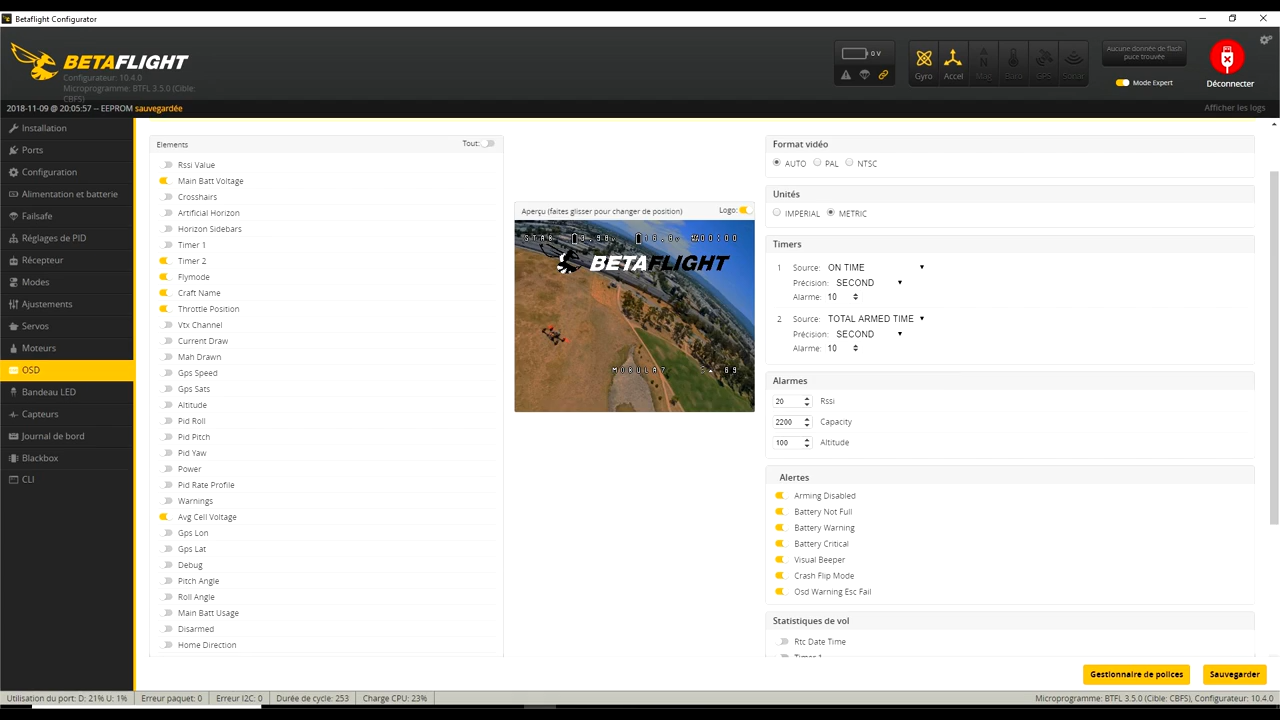 Betaflight Configurator
BETAFLIGHT
Configurateur: 10.4.0
Microprogramme: BTFL 3.5.0 (Cible:
CBFS)
0 V
Gyro
Accel
Mag
Baro
GPS
Sonar
Aucune donnée de flash
puce trouvée
Mode Expert
Déconnecter
2018-11-09 @ 20:05:57 -- EEPROM sauvegardée
Afficher les logs
Installation
Ports
Configuration
Alimentation et batterie
Failsafe
Réglages de PID
Récepteur
Modes
Ajustements
Servos
Moteurs
OSD
Bandeau LED
Capteurs
Journal de bord
Blackbox
CLI
Elements
Tout:
Rssi Value
Main Batt Voltage
Crosshairs
Artificial Horizon
Horizon Sidebars
Timer 1
Timer 2
Flymode
Craft Name
Throttle Position
Vtx Channel
Current Draw
Mah Drawn
Gps Speed
Gps Sats
Altitude
Pid Roll
Pid Pitch
Pid Yaw
Power
Pid Rate Profile
Warnings
Avg Cell Voltage
Gps Lon
Gps Lat
Debug
Pitch Angle
Roll Angle
Main Batt Usage
Disarmed
Home Direction
Aperçu (faites glisser pour changer de position)
Logo:
STAB
00:00
BETAFLIGHT
MOBULA7
69
Format vidéo
AUTO PAL NTSC
Unités
IMPERIAL METRIC
Timers
1 Source: ON TIME
Précision: SECOND
Alarme: 10
2 Source: TOTAL ARMED TIME
Précision: SECOND
Alarme: 10
Alarmes
20 Rssi
2200 Capacity
100 Altitude
Alertes
Arming Disabled
Battery Not Full
Battery Warning
Battery Critical
Visual Beeper
Crash Flip Mode
Osd Warning Esc Fail
Statistiques de vol
Rtc Date Time
Timer 1
Gestionnaire de polices
Sauvegarder
Utilisation du port: D: 21% U: 1%
Erreur paquet: 0
Erreur I2C: 0
Durée de cycle: 253
Charge CPU: 23%
Microprogramme: BTFL 3.5.0 (Cible: CBFS), Configurateur: 10.4.0